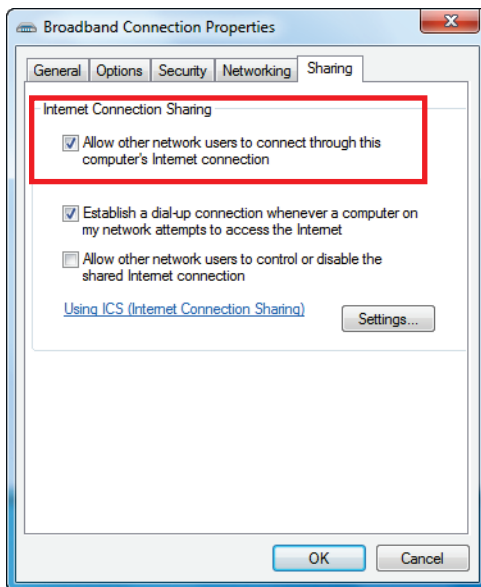 Broadband Connection Properties
General Options Security Networking Sharing
Internet Connection Sharing
Allow other network users to connect through this
computer's Internet connection
Establish a dial-up connection whenever a computer on
my network attempts to access the Internet
Allow other network users to control or disable the
shared Internet connection
Using ICS (Internet Connection Sharing)
Settings...
OK Cancel